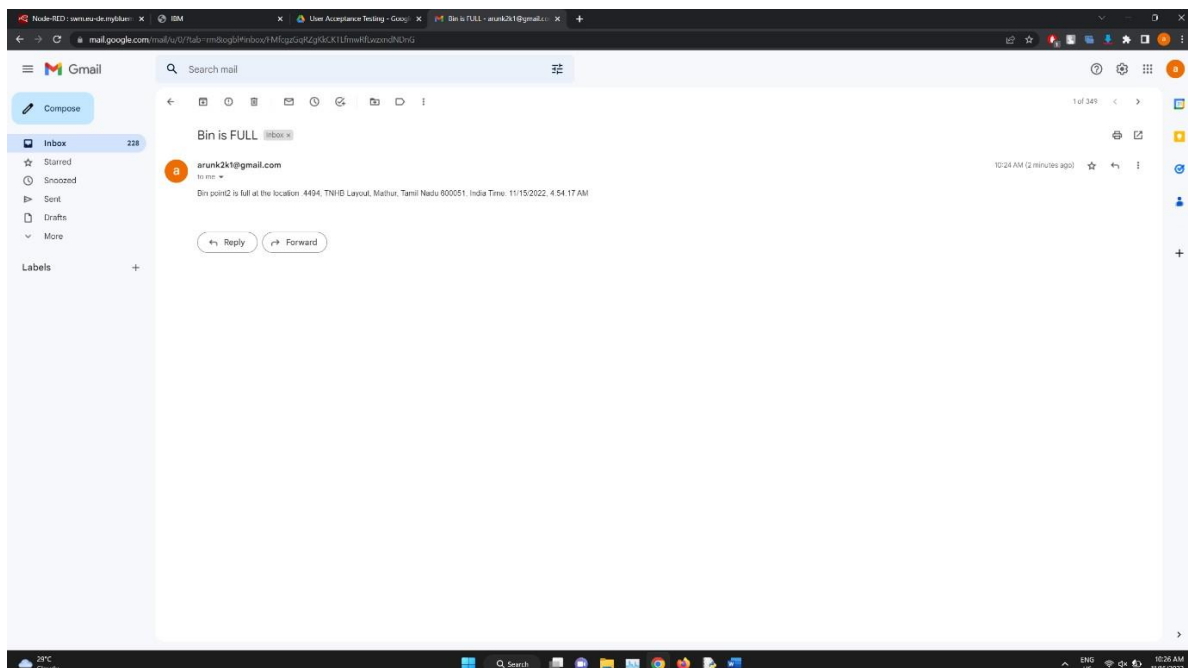 Node-RED : swm.eu-de.mybluem
IBM
User Acceptance Testing - Googl
Bin is FULL - arunk2k1@gmail.co
mail.google.com/mail/u/0/?tab=rm&ogbl#inbox/
Gmail
Search mail
Compose
1 of 349
Inbox 228
Bin is FULL Inbox x
Starred
arunk2k1@gmail.com
10:24 AM (2 minutes ago)
to me
Snoozed
Bin point2 is full at the location :4494, TNHB Layout, Mathur, Tamil Nadu 600051, India Time: 11/15/2022, 4:54:17 AM
Sent
Drafts
More
Reply
Forward
Labels
29°C
Search
ENG
10:26 AM